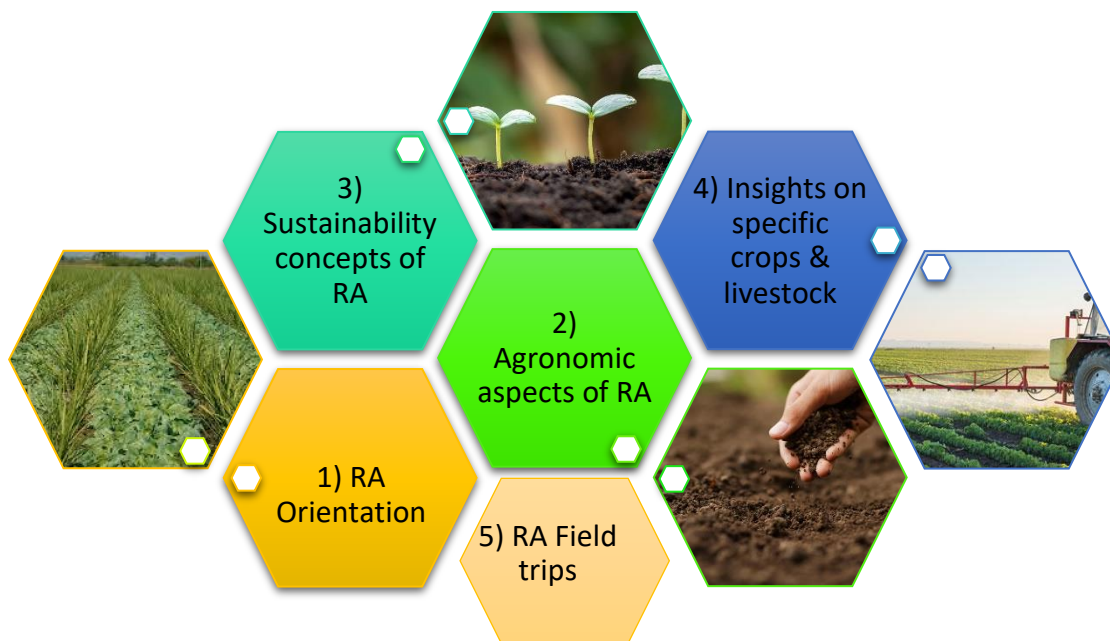 3)
Sustainability
concepts of
RA
4) Insights on
specific
crops &
livestock
2)
Agronomic
aspects of RA
1) RA
Orientation
5) RA Field
trips